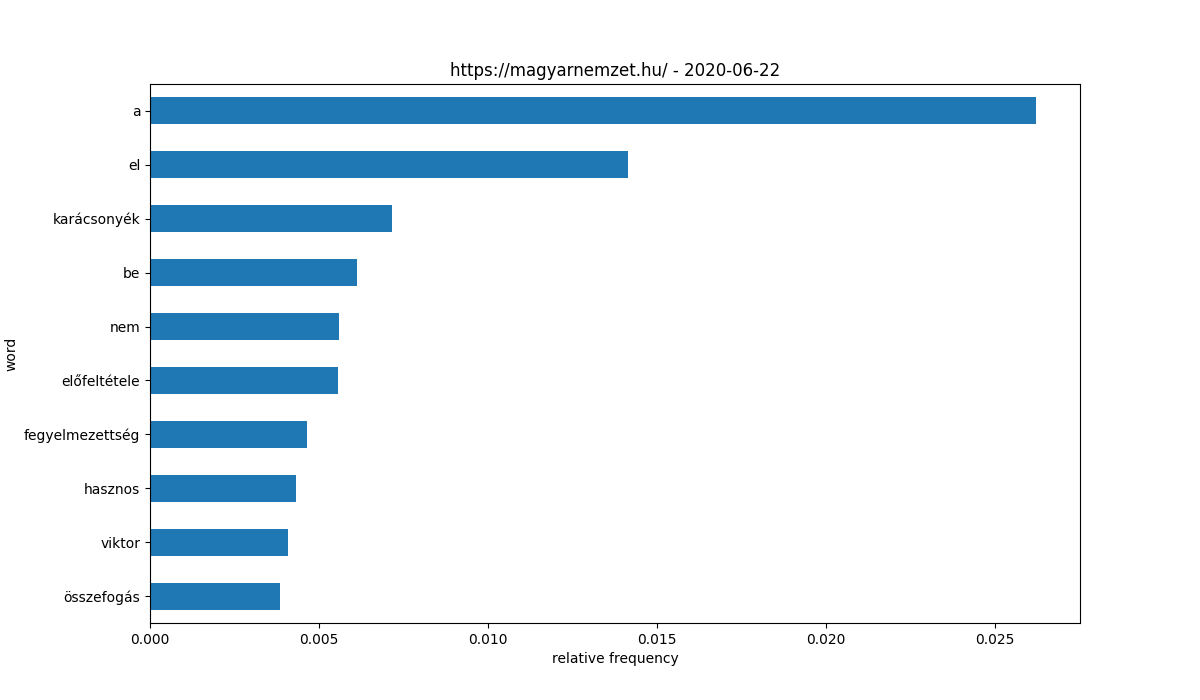 https://magyarnemzet.hu/ - 2020-06-22
a
el
karácsonyék
be
nem
előfeltétele
fegyelmezettség
hasznos
viktor
összefogás
word
0.000 0.005 0.010 0.015 0.020 0.025
relative frequency